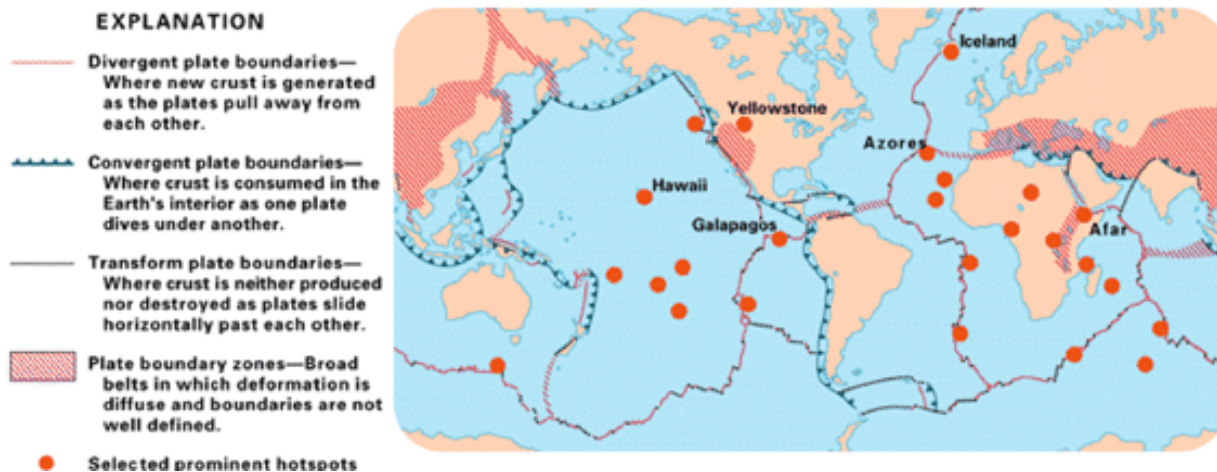 EXPLANATION
Divergent plate boundaries—
Where new crust is generated
as the plates pull away from
each other.
Convergent plate boundaries—
Where crust is consumed in the
Earth's interior as one plate
dives under another.
Transform plate boundaries—
Where crust is neither produced
nor destroyed as plates slide
horizontally past each other.
Plate boundary zones—Broad
belts in which deformation is
diffuse and boundaries are not
well defined.
Selected prominent hotspots
Iceland
Yellowstone
Azores
Hawaii
Galapagos
Afar